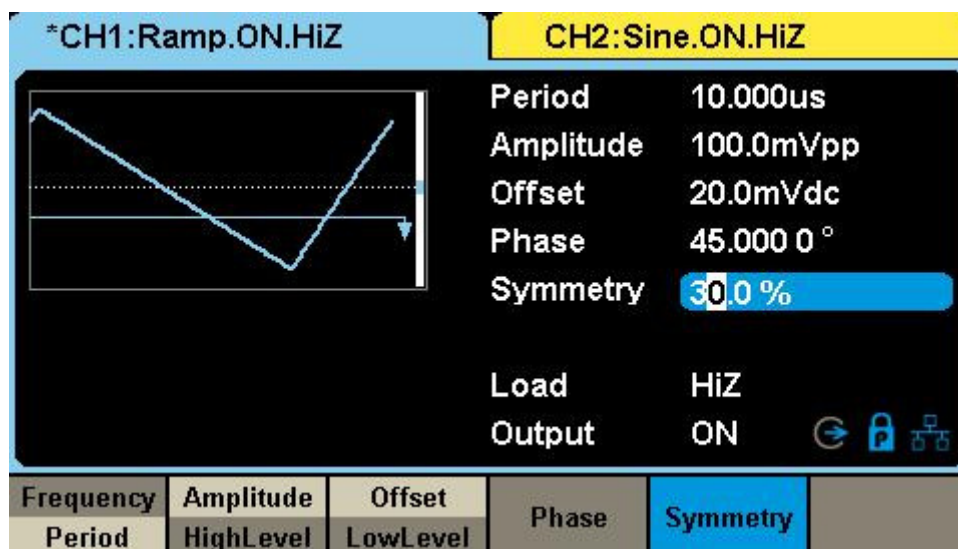 *CH1:Ramp.ON.HiZ
CH2:Sine.ON.HiZ
Period 10.000us
Amplitude 100.0mVpp
Offset 20.0mVdc
Phase 45.000 0 °
Symmetry 30.0 %
Load HiZ
Output ON
P
Frequency Amplitude Offset Phase Symmetry
Period HighLevel LowLevel